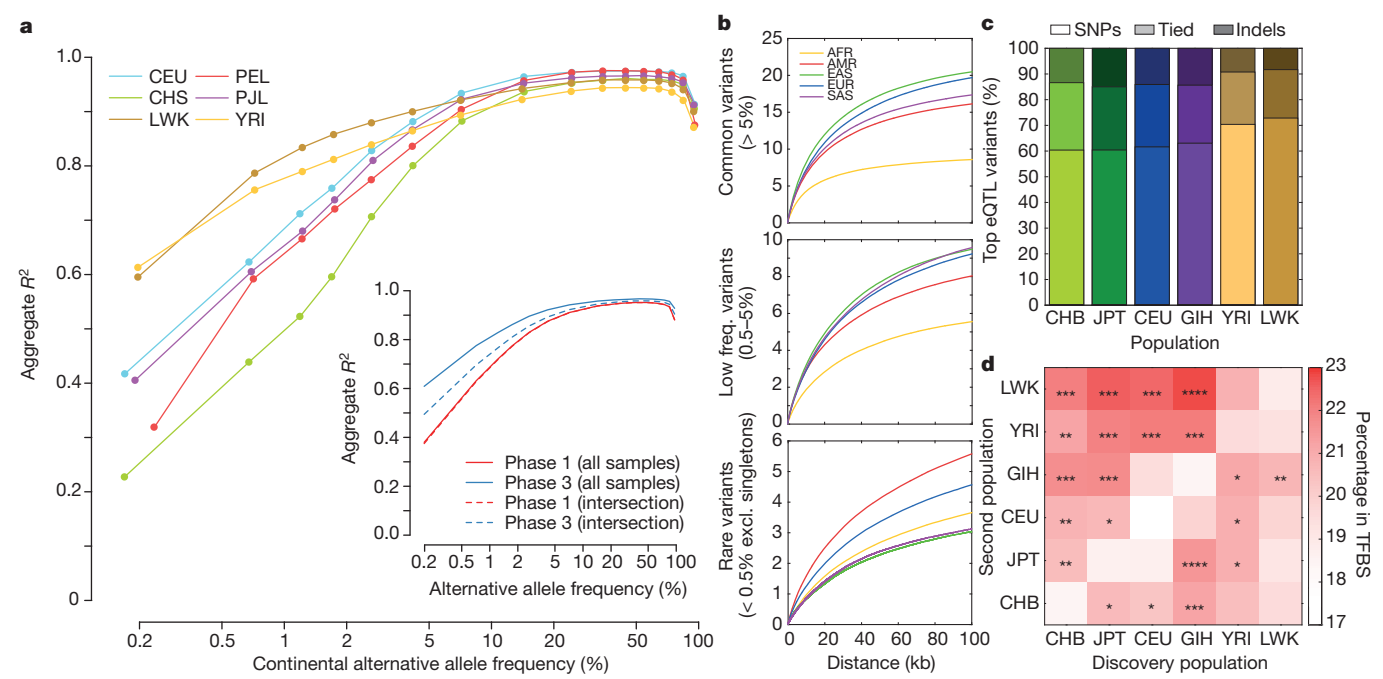 a
1.0
0.8
0.6
0.4
0.2
0
Aggregate R²
CEU
CHS
LWK
PEL
PJL
YRI
0.2 0.5 1 2 5 10 20 50 100
Continental alternative allele frequency (%)
1.0
0.8
0.6
0.4
0.2
0.0
Aggregate R²
Phase 1 (all samples)
Phase 3 (all samples)
Phase 1 (intersection)
Phase 3 (intersection)
0.2 0.5 1 2 5 20 50 100
Alternative allele frequency (%)
b
Common variants
(> 5%)
25
20
15
10
5
0
AFR
AMR
EAS
EUR
SAS
Low freq. variants
(0.5–5%)
10
8
6
4
2
0
Rare variants
(< 0.5% excl. singletons)
6
5
4
3
2
1
0
0 20 40 60 80 100
Distance (kb)
c
SNPs Tied Indels
Top eQTL variants (%)
100
90
80
70
60
50
40
30
20
10
0
CHB JPT CEU GIH YRI LWK
Population
d
Second population
LWK *** *** *** ****
YRI ** *** *** ***
GIH *** *** * **
CEU ** * *
JPT ** **** *
CHB * * ***
CHB JPT CEU GIH YRI LWK
Discovery population
23
22
21
20
19
18
17
Percentage in TFBS